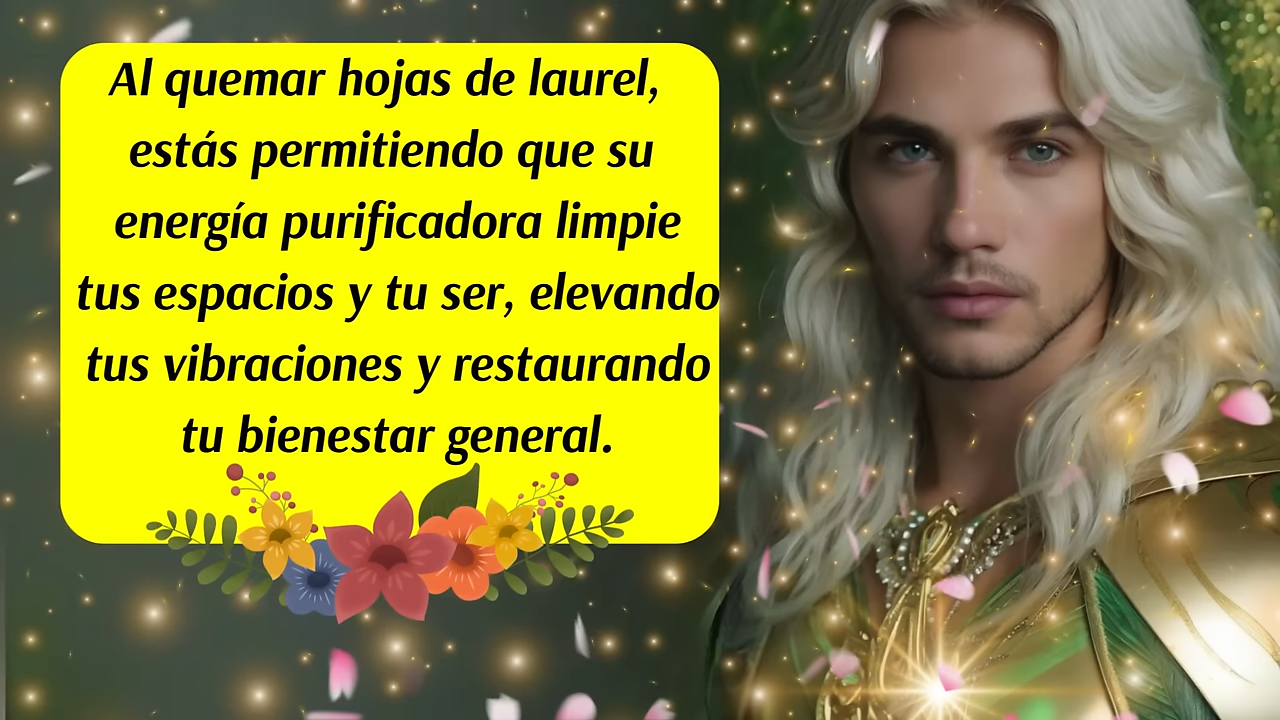 Al quemar hojas de laurel,
estás permitiendo que su
energía purificadora limpie
tus espacios y tu ser, elevando
tus vibraciones y restaurando
tu bienestar general.